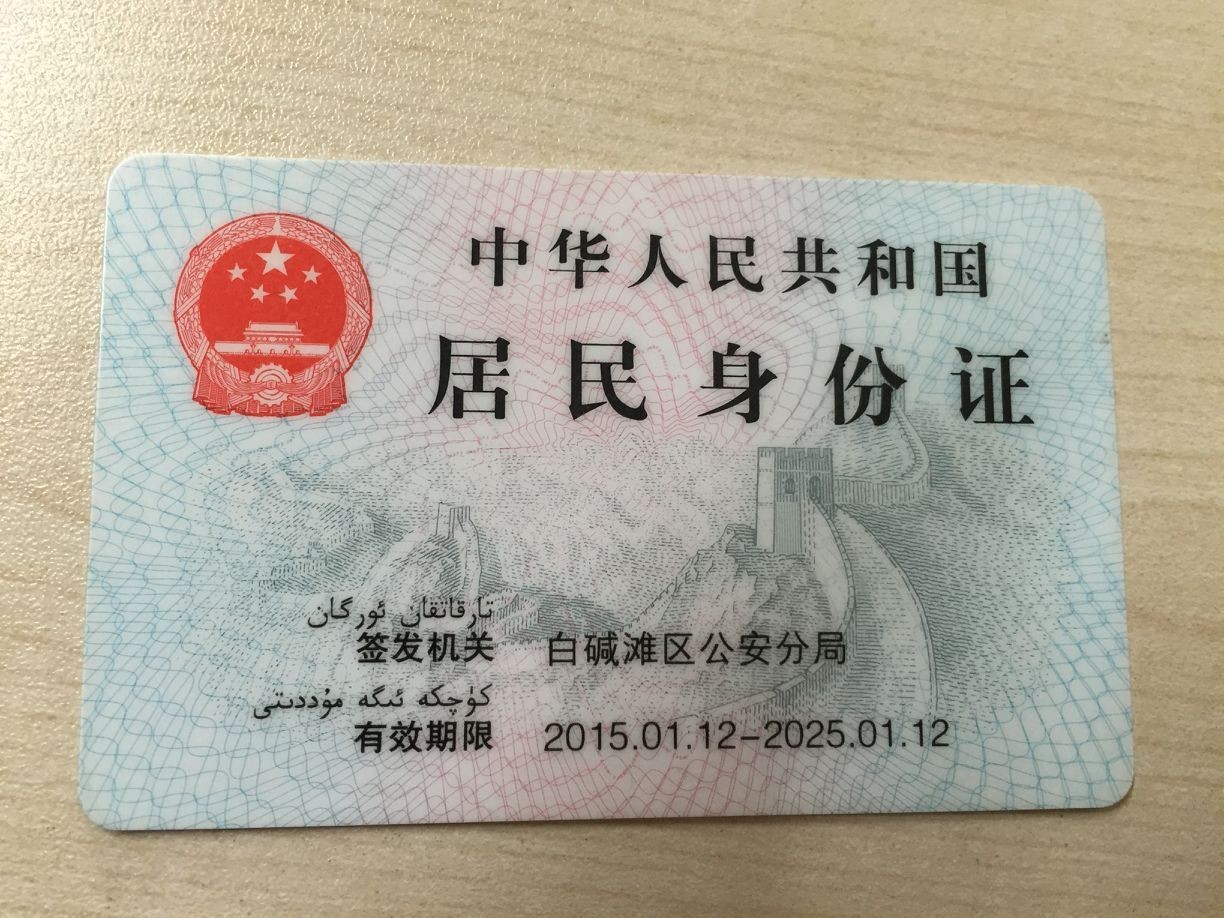 中华人民共和国
居民身份证
تارقاتقان ئورگان
签发机关 白碱滩区公安分局
كۈچكە ئىگە مۇددىتى
有效期限 2015.01.12-2025.01.12